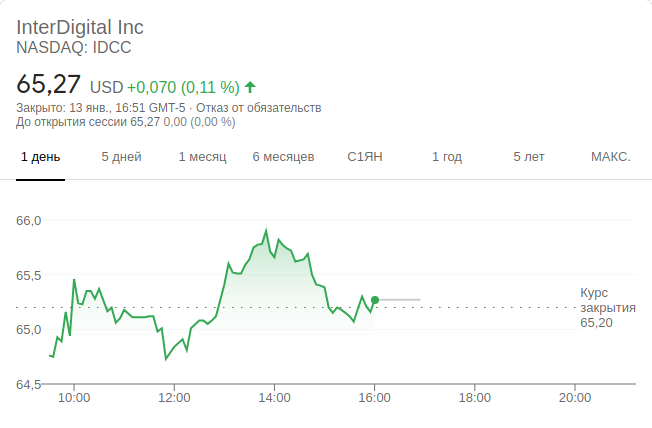 InterDigital Inc
NASDAQ: IDCC
65,27 USD +0,070 (0,11 %)
Закрыто: 13 янв., 16:51 GMT-5 · Отказ от обязательств
До открытия сессии 65,27 0,00 (0,00 %)
1 день 5 дней 1 месяц 6 месяцев С1ЯН 1 год 5 лет МАКС.
66,0
65,5
Курс
закрытия
65,20
65,0
64,5
10:00 12:00 14:00 16:00 18:00 20:00